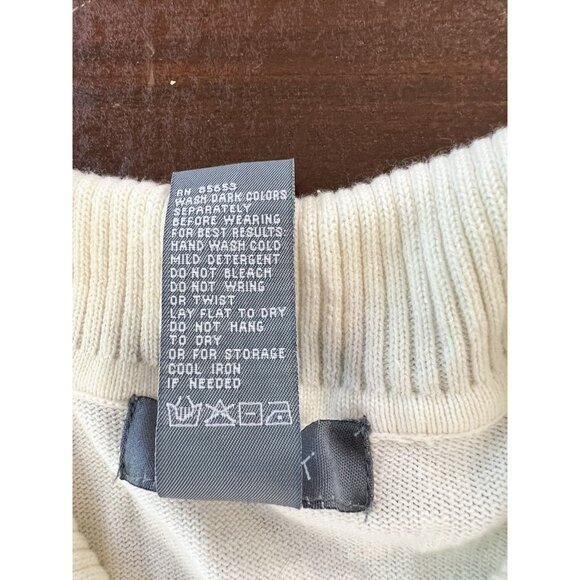 RN 85653
WASH DARK COLORS
SEPARATELY
BEFORE WEARING
FOR BEST RESULTS
HAND WASH COLD
MILD DETERGENT
DO NOT BLEACH
DO NOT WRING
OR TWIST
LAY FLAT TO DRY
DO NOT HANG
TO DRY
OR FOR STORAGE
COOL IRON
IF NEEDED
K